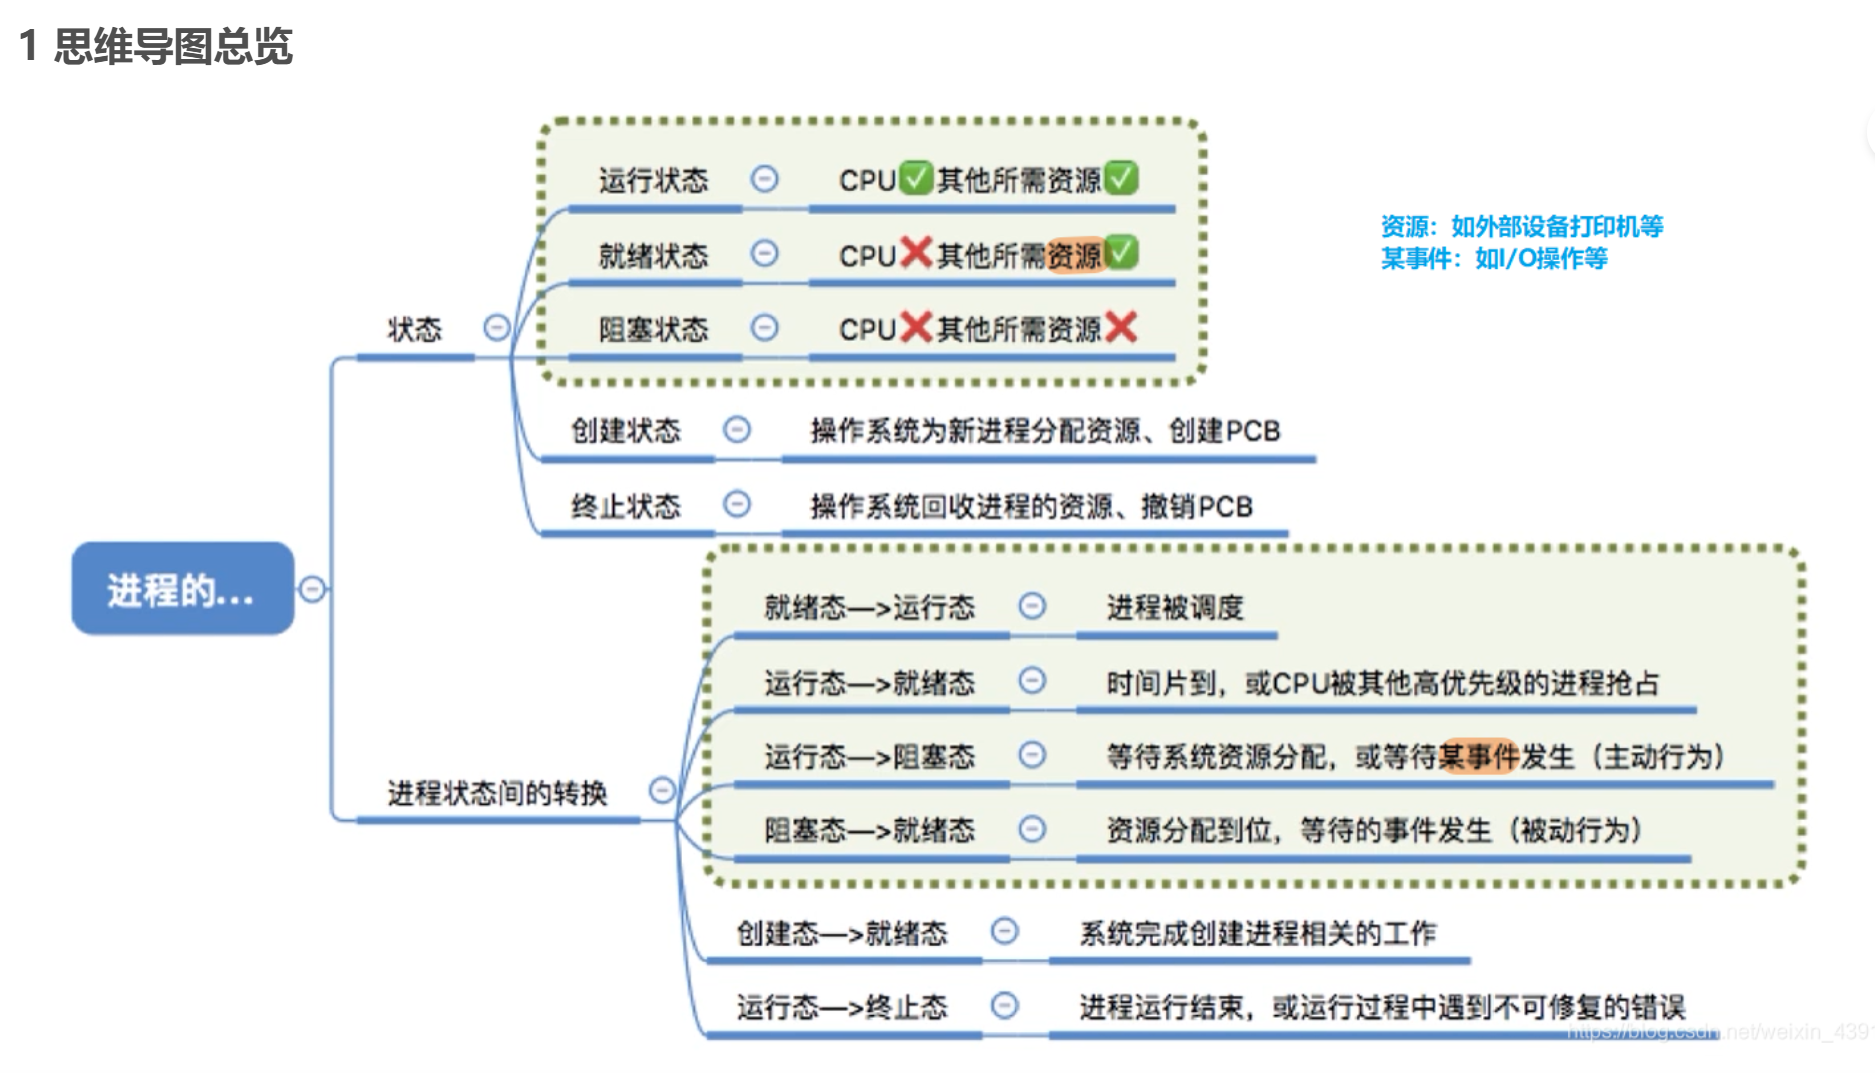 1 思维导图总览
运行状态 CPU✅其他所需资源✅
就绪状态 CPU❌其他所需资源✅
资源：如外部设备打印机等
某事件：如I/O操作等
状态
阻塞状态 CPU❌其他所需资源❌
创建状态 操作系统为新进程分配资源、创建PCB
终止状态 操作系统回收进程的资源、撤销PCB
进程的...
就绪态—>运行态 进程被调度
运行态—>就绪态 时间片到，或CPU被其他高优先级的进程抢占
运行态—>阻塞态 等待系统资源分配，或等待某事件发生（主动行为）
进程状态间的转换
阻塞态—>就绪态 资源分配到位，等待的事件发生（被动行为）
创建态—>就绪态 系统完成创建进程相关的工作
运行态—>终止态 进程运行结束，或运行过程中遇到不可修复的错误
https://blog.csdn.net/weixin_439